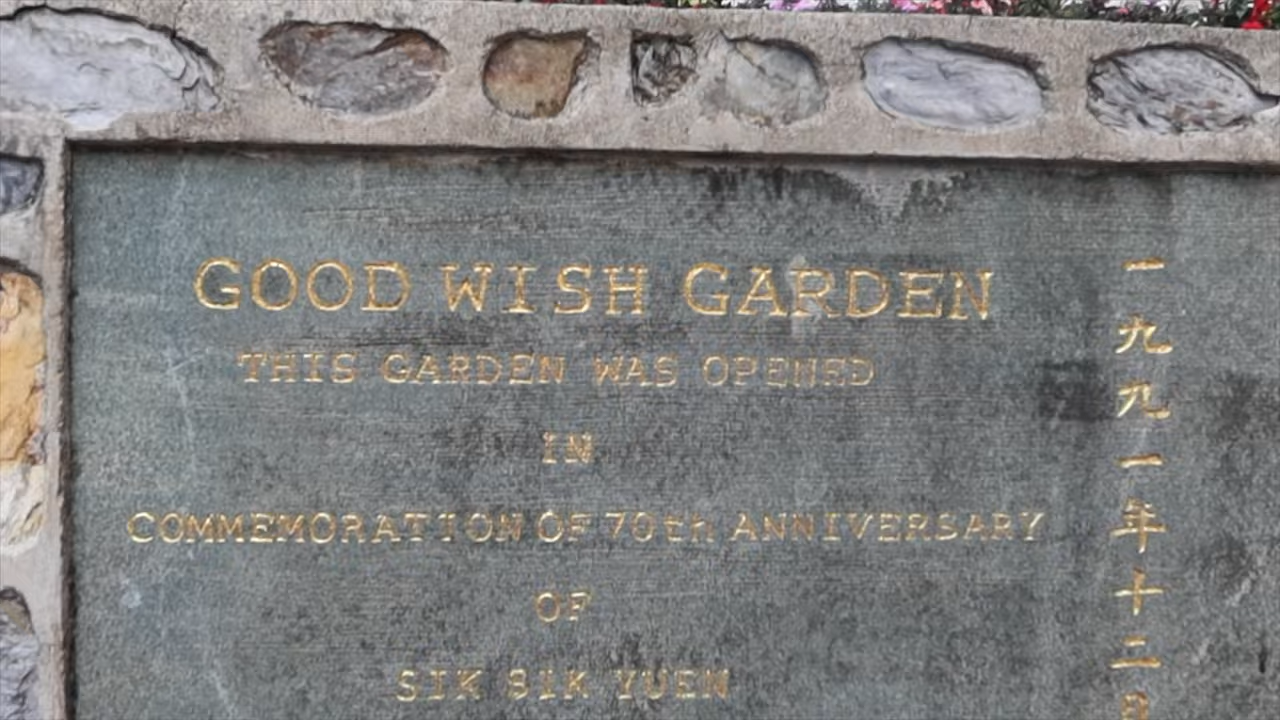 GOOD WISH GARDEN
THIS GARDEN WAS OPENED
IN
COMMEMORATION OF 70th ANNIVERSARY
OF
SIK SIK YUEN
一九九一年十二